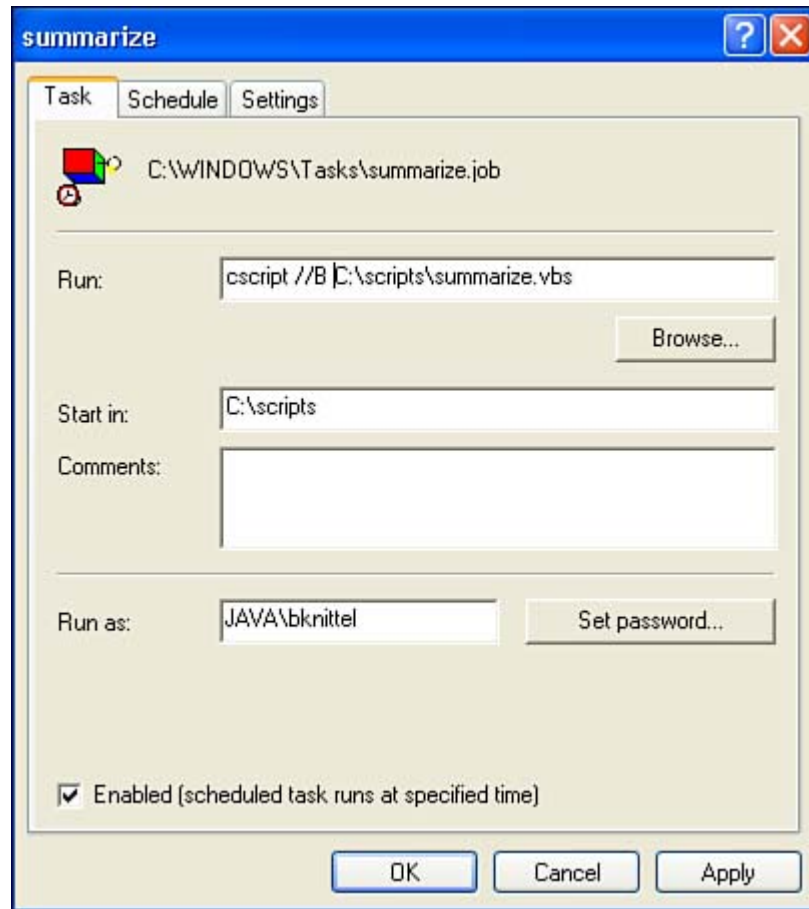 summarize
Task Schedule Settings
C:\WINDOWS\Tasks\summarize.job
Run: cscript //B C:\scripts\summarize.vbs
Browse...
Start in: C:\scripts
Comments:
Run as: JAVA\bknittel Set password...
Enabled (scheduled task runs at specified time)
OK Cancel Apply